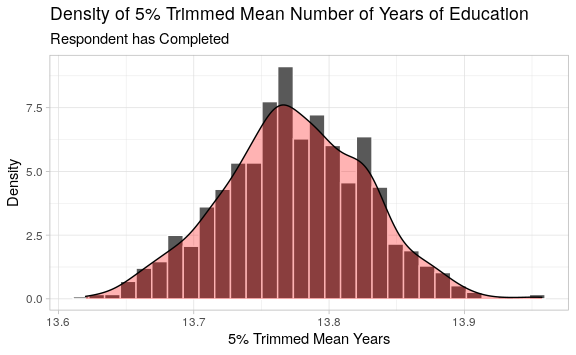 Density of 5% Trimmed Mean Number of Years of Education
Respondent has Completed
7.5
5.0
2.5
0.0
Density
13.6 13.7 13.8 13.9
5% Trimmed Mean Years